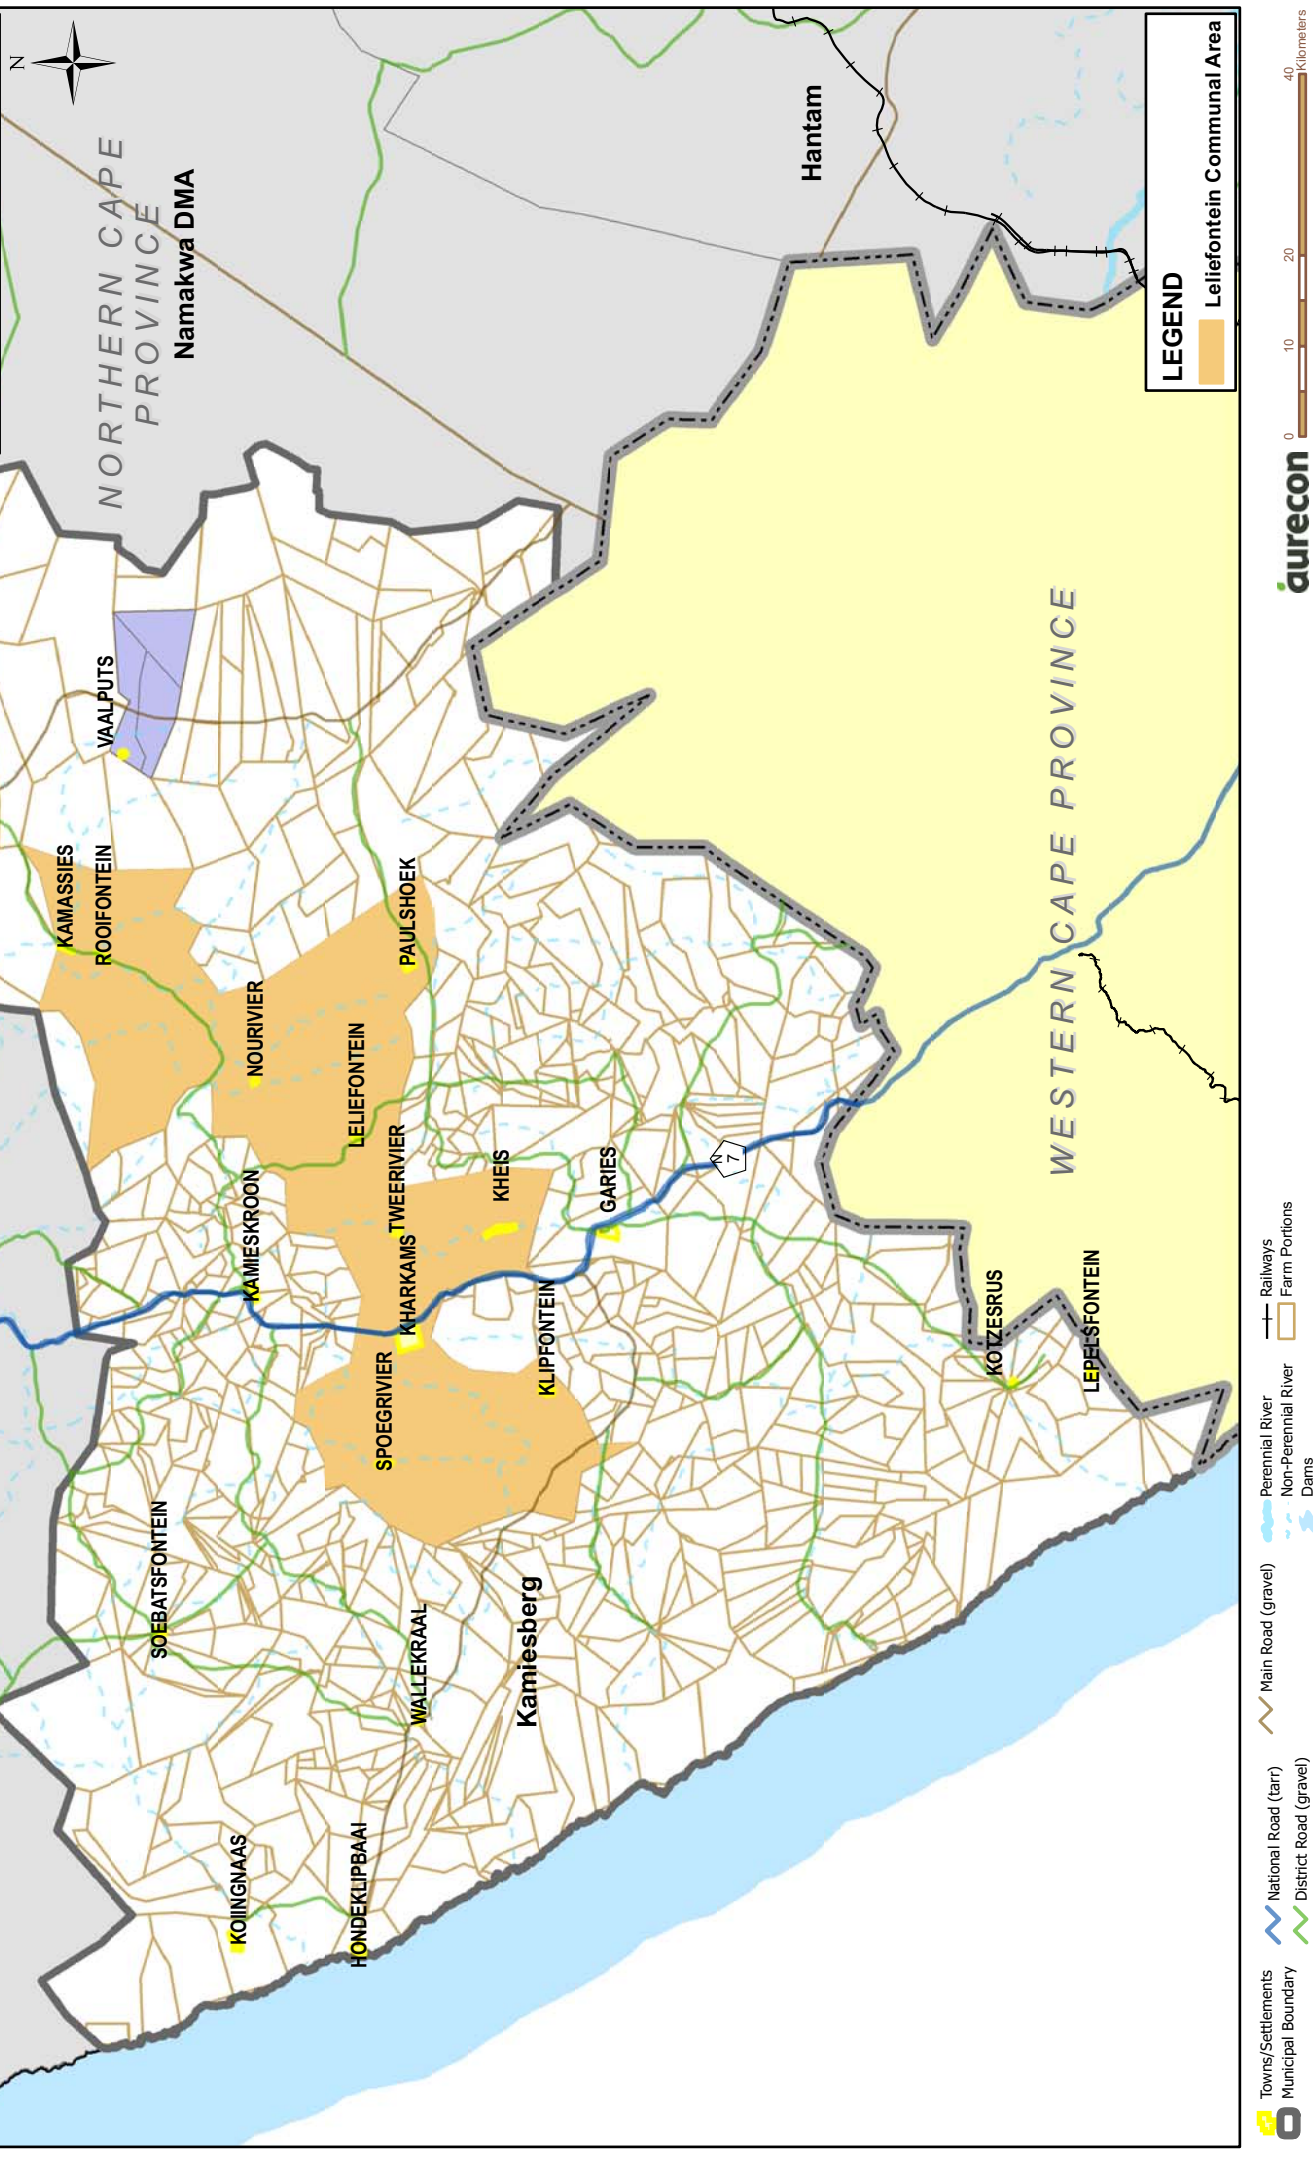 N
NORTHERN CAPE
PROVINCE
Namakwa DMA
Hantam
VAALPUTS
KAMASSIES
ROOIFONTEIN
NOURIVIER
PAULSHOEK
LELIEFONTEIN
TWEERIVIER
KHEIS
KAMIESKROON
KHARKAMS
GARIES
N
7
SPOEGRIVIER
KLIPFONTEIN
SOEBATSFONTEIN
WALLEKRAAL
Kamiesberg
KOIINGNAAS
HONDEKLIPBAAI
KOTZESRUS
LEPELSFONTEIN
WESTERN CAPE PROVINCE
LEGEND
Leliefontein Communal Area
Towns/Settlements
Municipal Boundary
National Road (tarr)
District Road (gravel)
Main Road (gravel)
Perennial River
Non-Perennial River
Dams
Railways
Farm Portions
aurecon
0 10 20 40
Kilometers